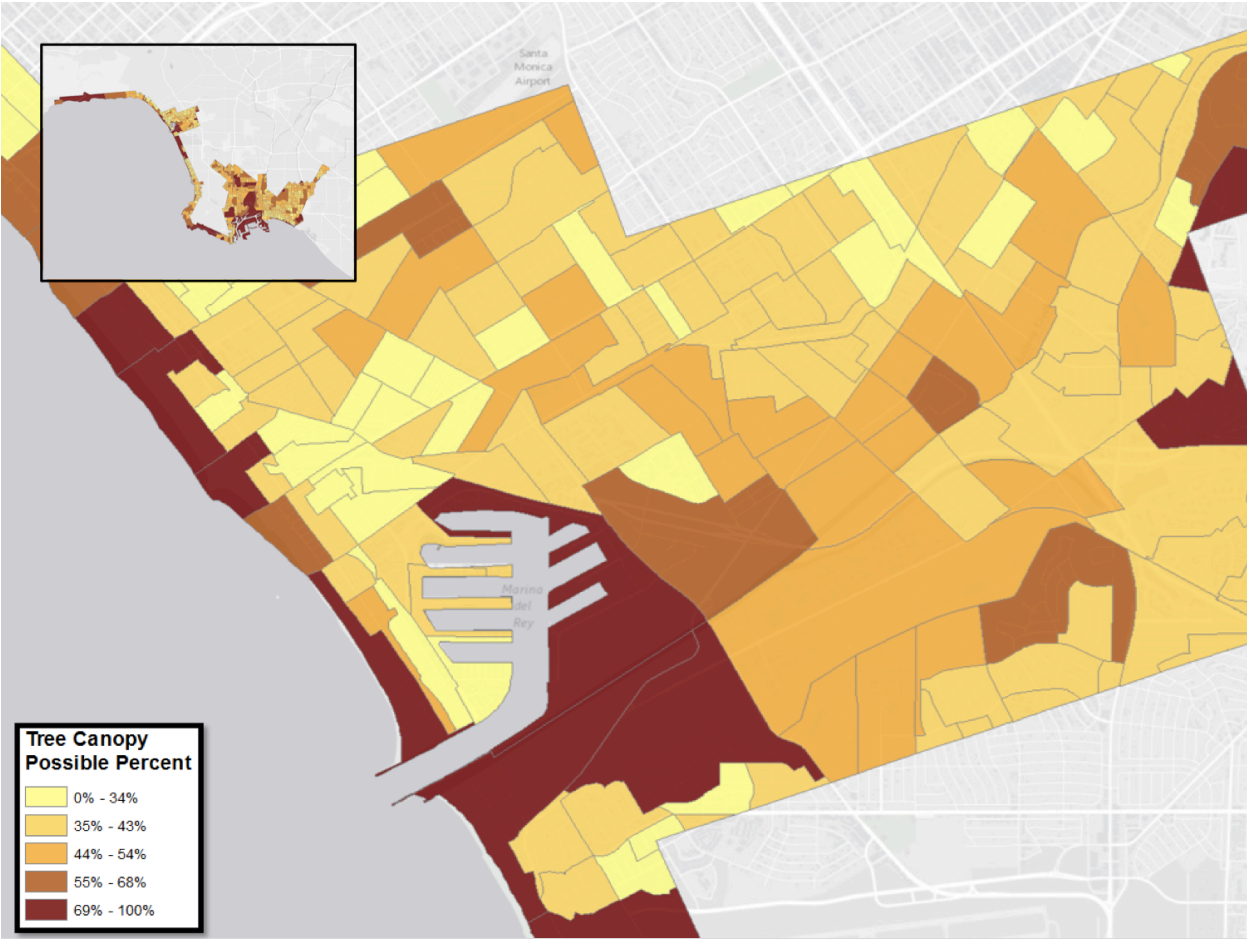 Santa
Monica
Airport
Marina
del
Rey
Tree Canopy
Possible Percent
0% - 34%
35% - 43%
44% - 54%
55% - 68%
69% - 100%